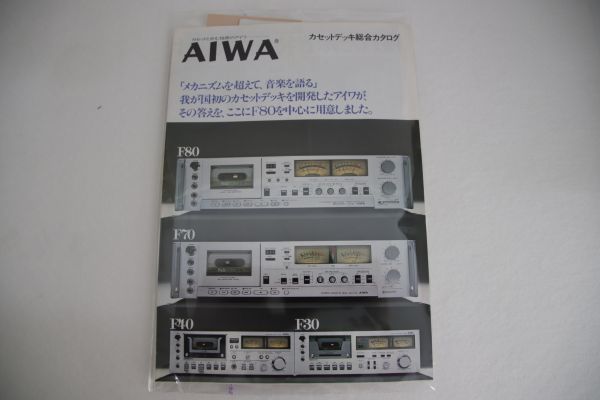 AIWA®
カセットデッキ総合カタログ
「メカニズムを超えて、音楽を語る」
我が国初のカセットデッキを開発したアイワが、
その答えを、ここにF80を中心に用意しました。
F80
F70
AIWA
F40
F30